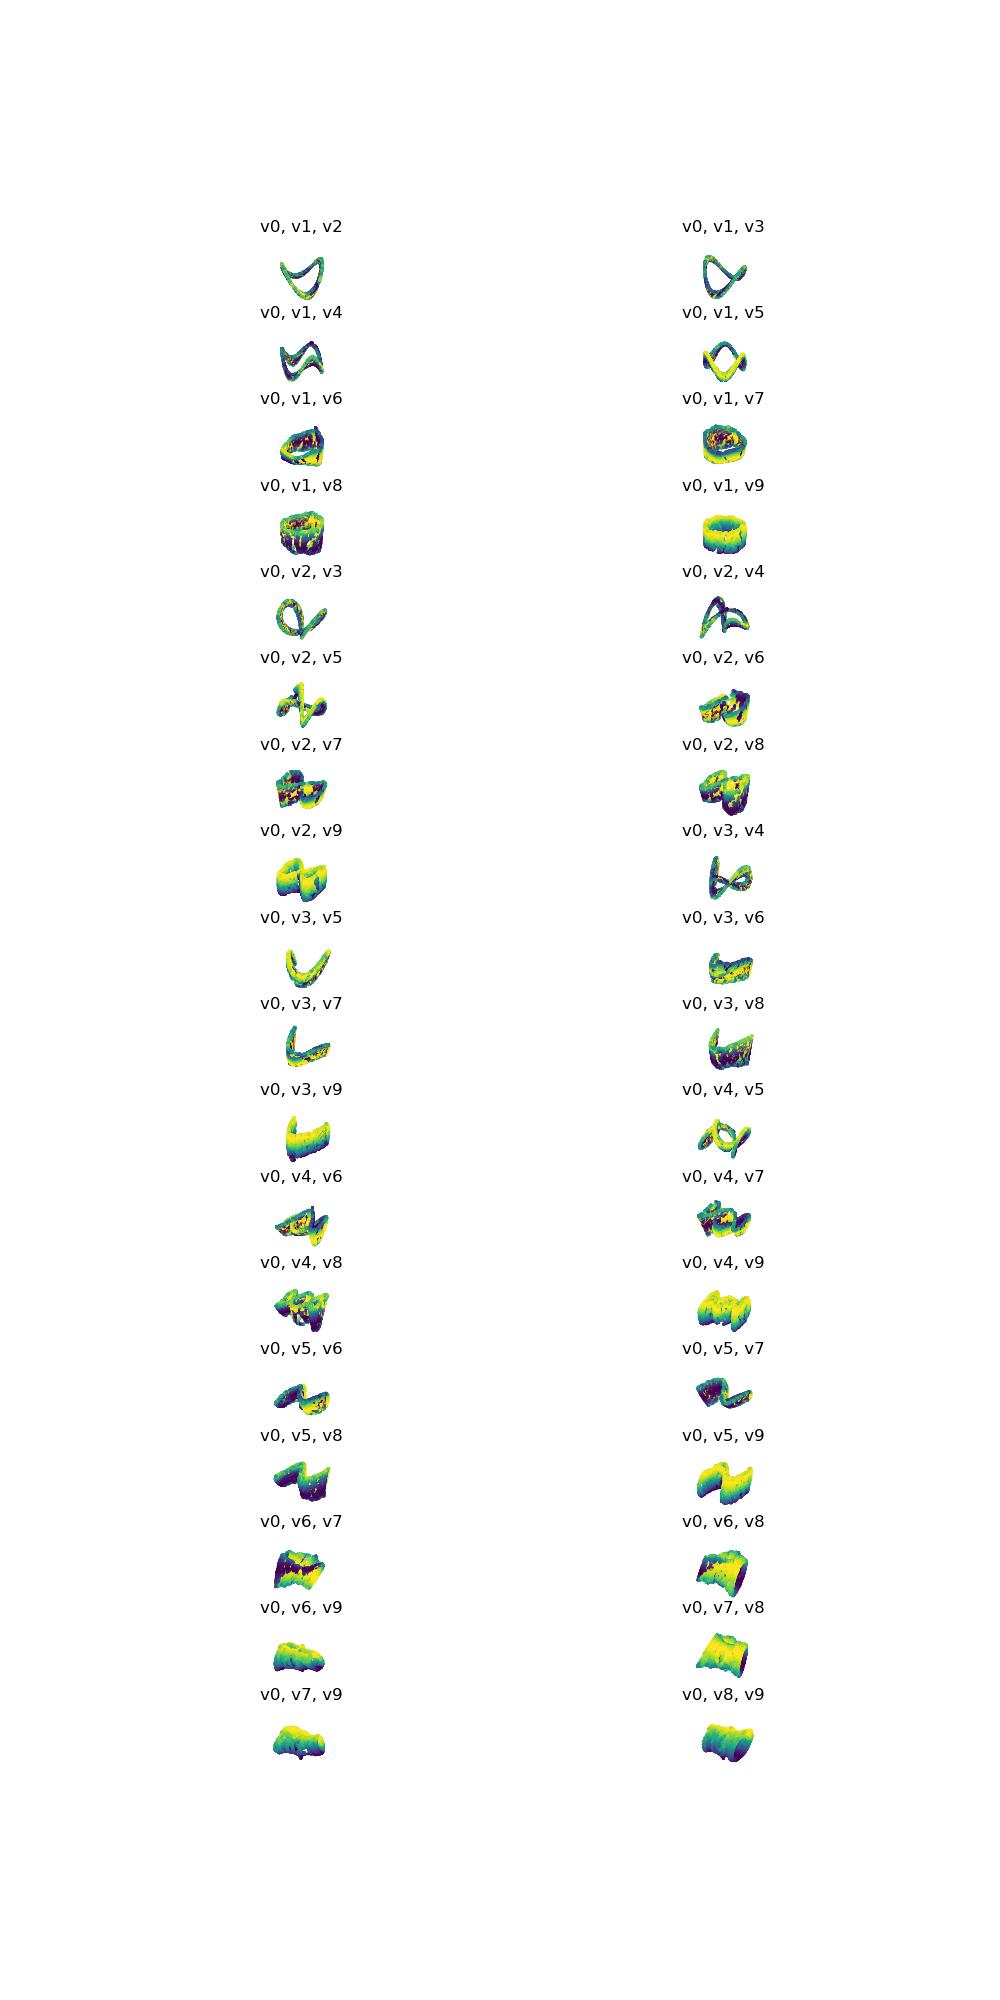 v0, v1, v2
v0, v1, v3
v0, v1, v4
v0, v1, v5
v0, v1, v6
v0, v1, v7
v0, v1, v8
v0, v1, v9
v0, v2, v3
v0, v2, v4
v0, v2, v5
v0, v2, v6
v0, v2, v7
v0, v2, v8
v0, v2, v9
v0, v3, v4
v0, v3, v5
v0, v3, v6
v0, v3, v7
v0, v3, v8
v0, v3, v9
v0, v4, v5
v0, v4, v6
v0, v4, v7
v0, v4, v8
v0, v4, v9
v0, v5, v6
v0, v5, v7
v0, v5, v8
v0, v5, v9
v0, v6, v7
v0, v6, v8
v0, v6, v9
v0, v7, v8
v0, v7, v9
v0, v8, v9